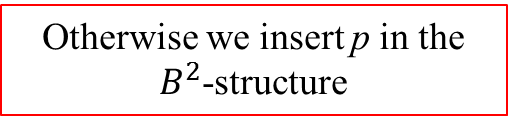 Otherwise we insert p in the
B²-structure